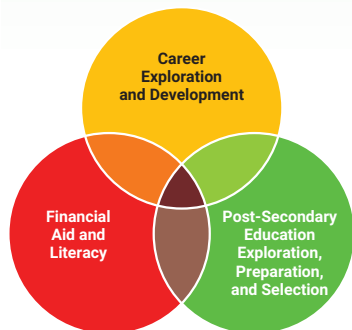 Career
Exploration
and Development
Financial
Aid and
Literacy
Post-Secondary
Education
Exploration,
Preparation,
and Selection